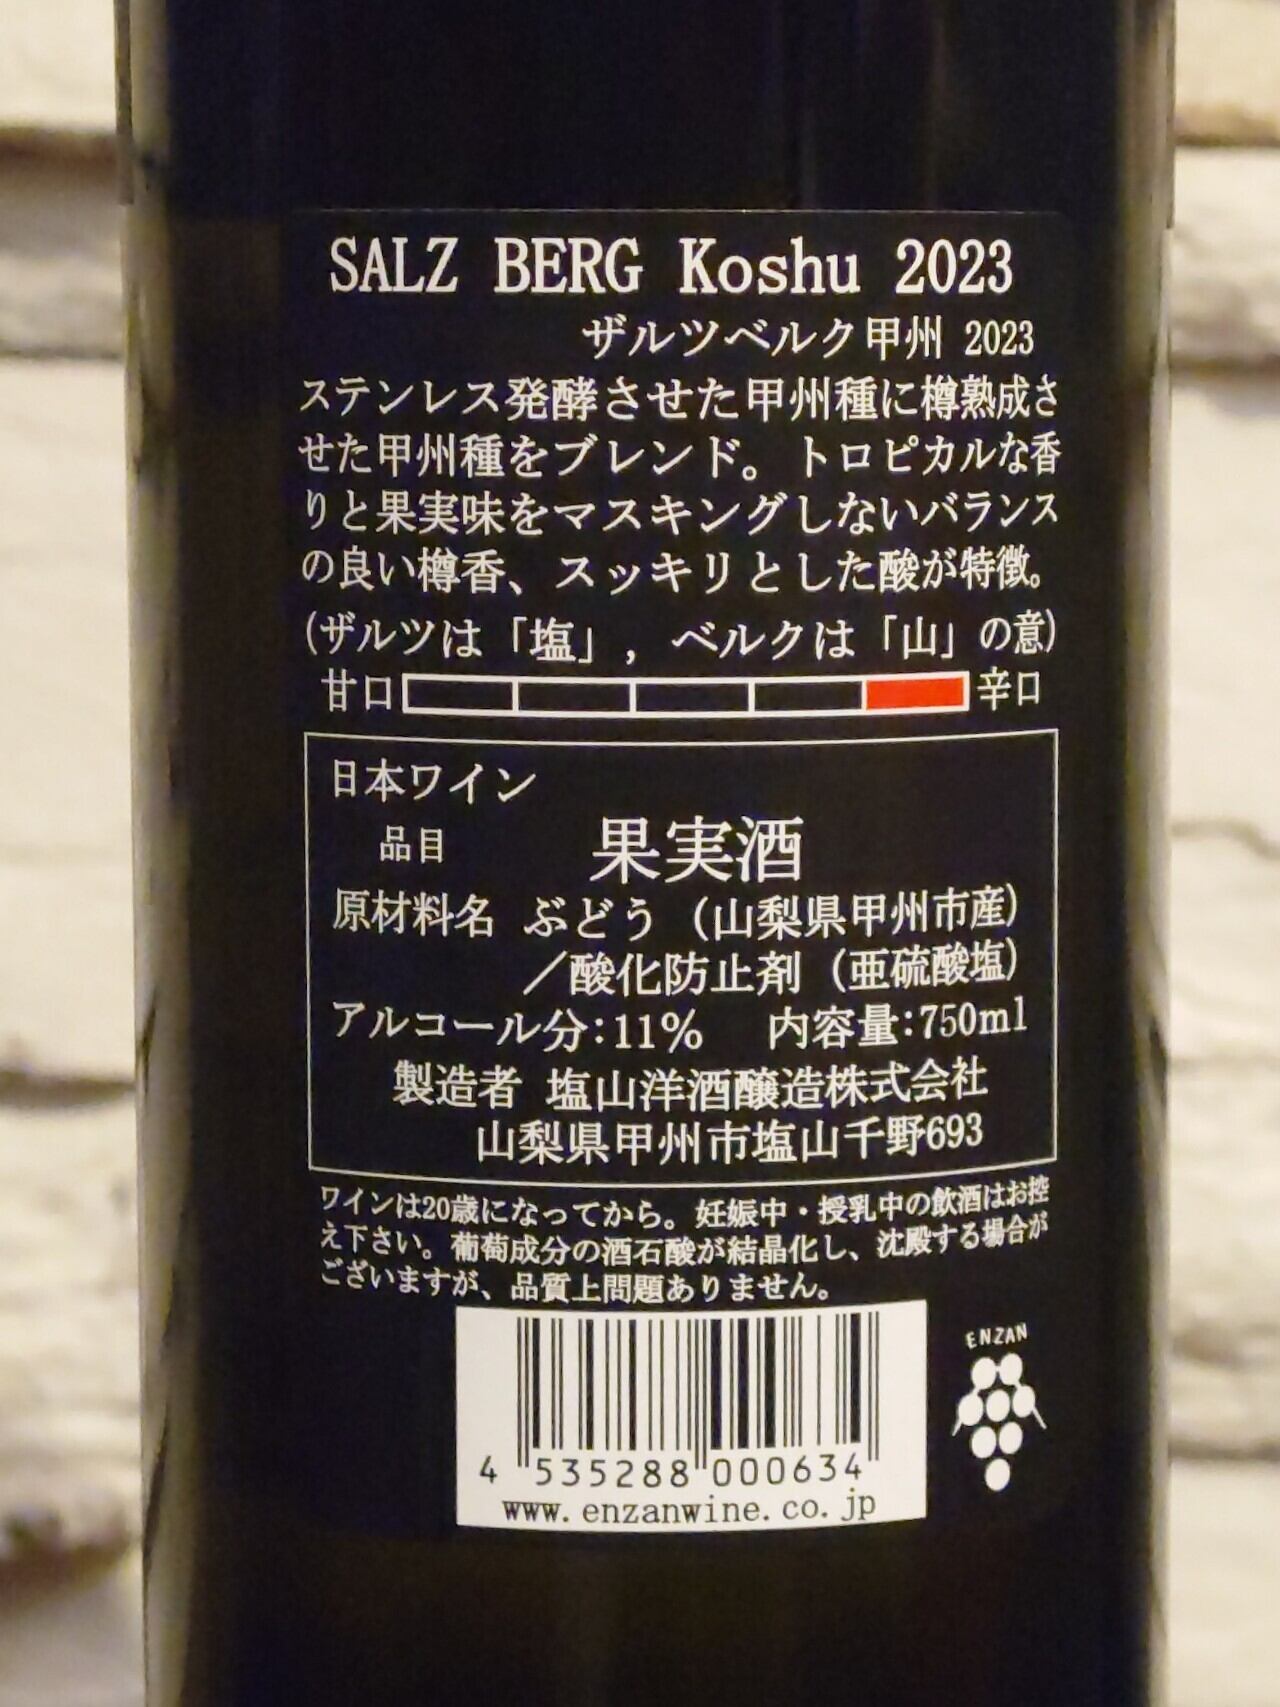 SALZ BERG Koshu 2023
ザルツベルク甲州 2023
ステンレス発酵させた甲州種に樽熟成さ
せた甲州種をブレンド。トロピカルな香
りと果実味をマスキングしないバランス
の良い樽香、スッキリとした酸が特徴。
(ザルツは「塩」,ベルクは「山」の意)
甘口 辛口
日本ワイン
品目 果実酒
原材料名 ぶどう(山梨県甲州市産)
/酸化防止剤(亜硫酸塩)
アルコール分:11% 内容量:750ml
製造者 塩山洋酒醸造株式会社
山梨県甲州市塩山千野693
ワインは20歳になってから。妊娠中・授乳中の飲酒はお控
え下さい。葡萄成分の酒石酸が結晶化し、沈殿する場合が
ございますが、品質上問題ありません。
ENZAN
4 535288 000634
www.enzanwine.co.jp